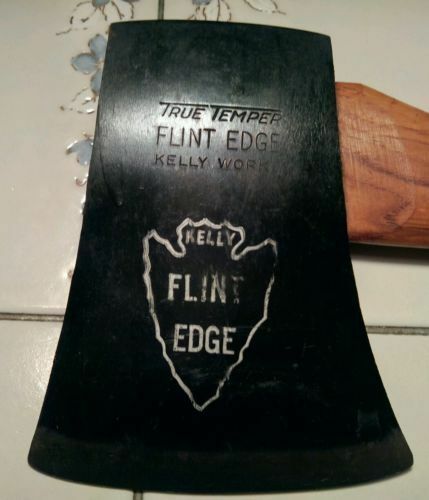 TRUE TEMPER
FLINT EDGE
KELLY WORK
KELLY
FLINT
EDGE